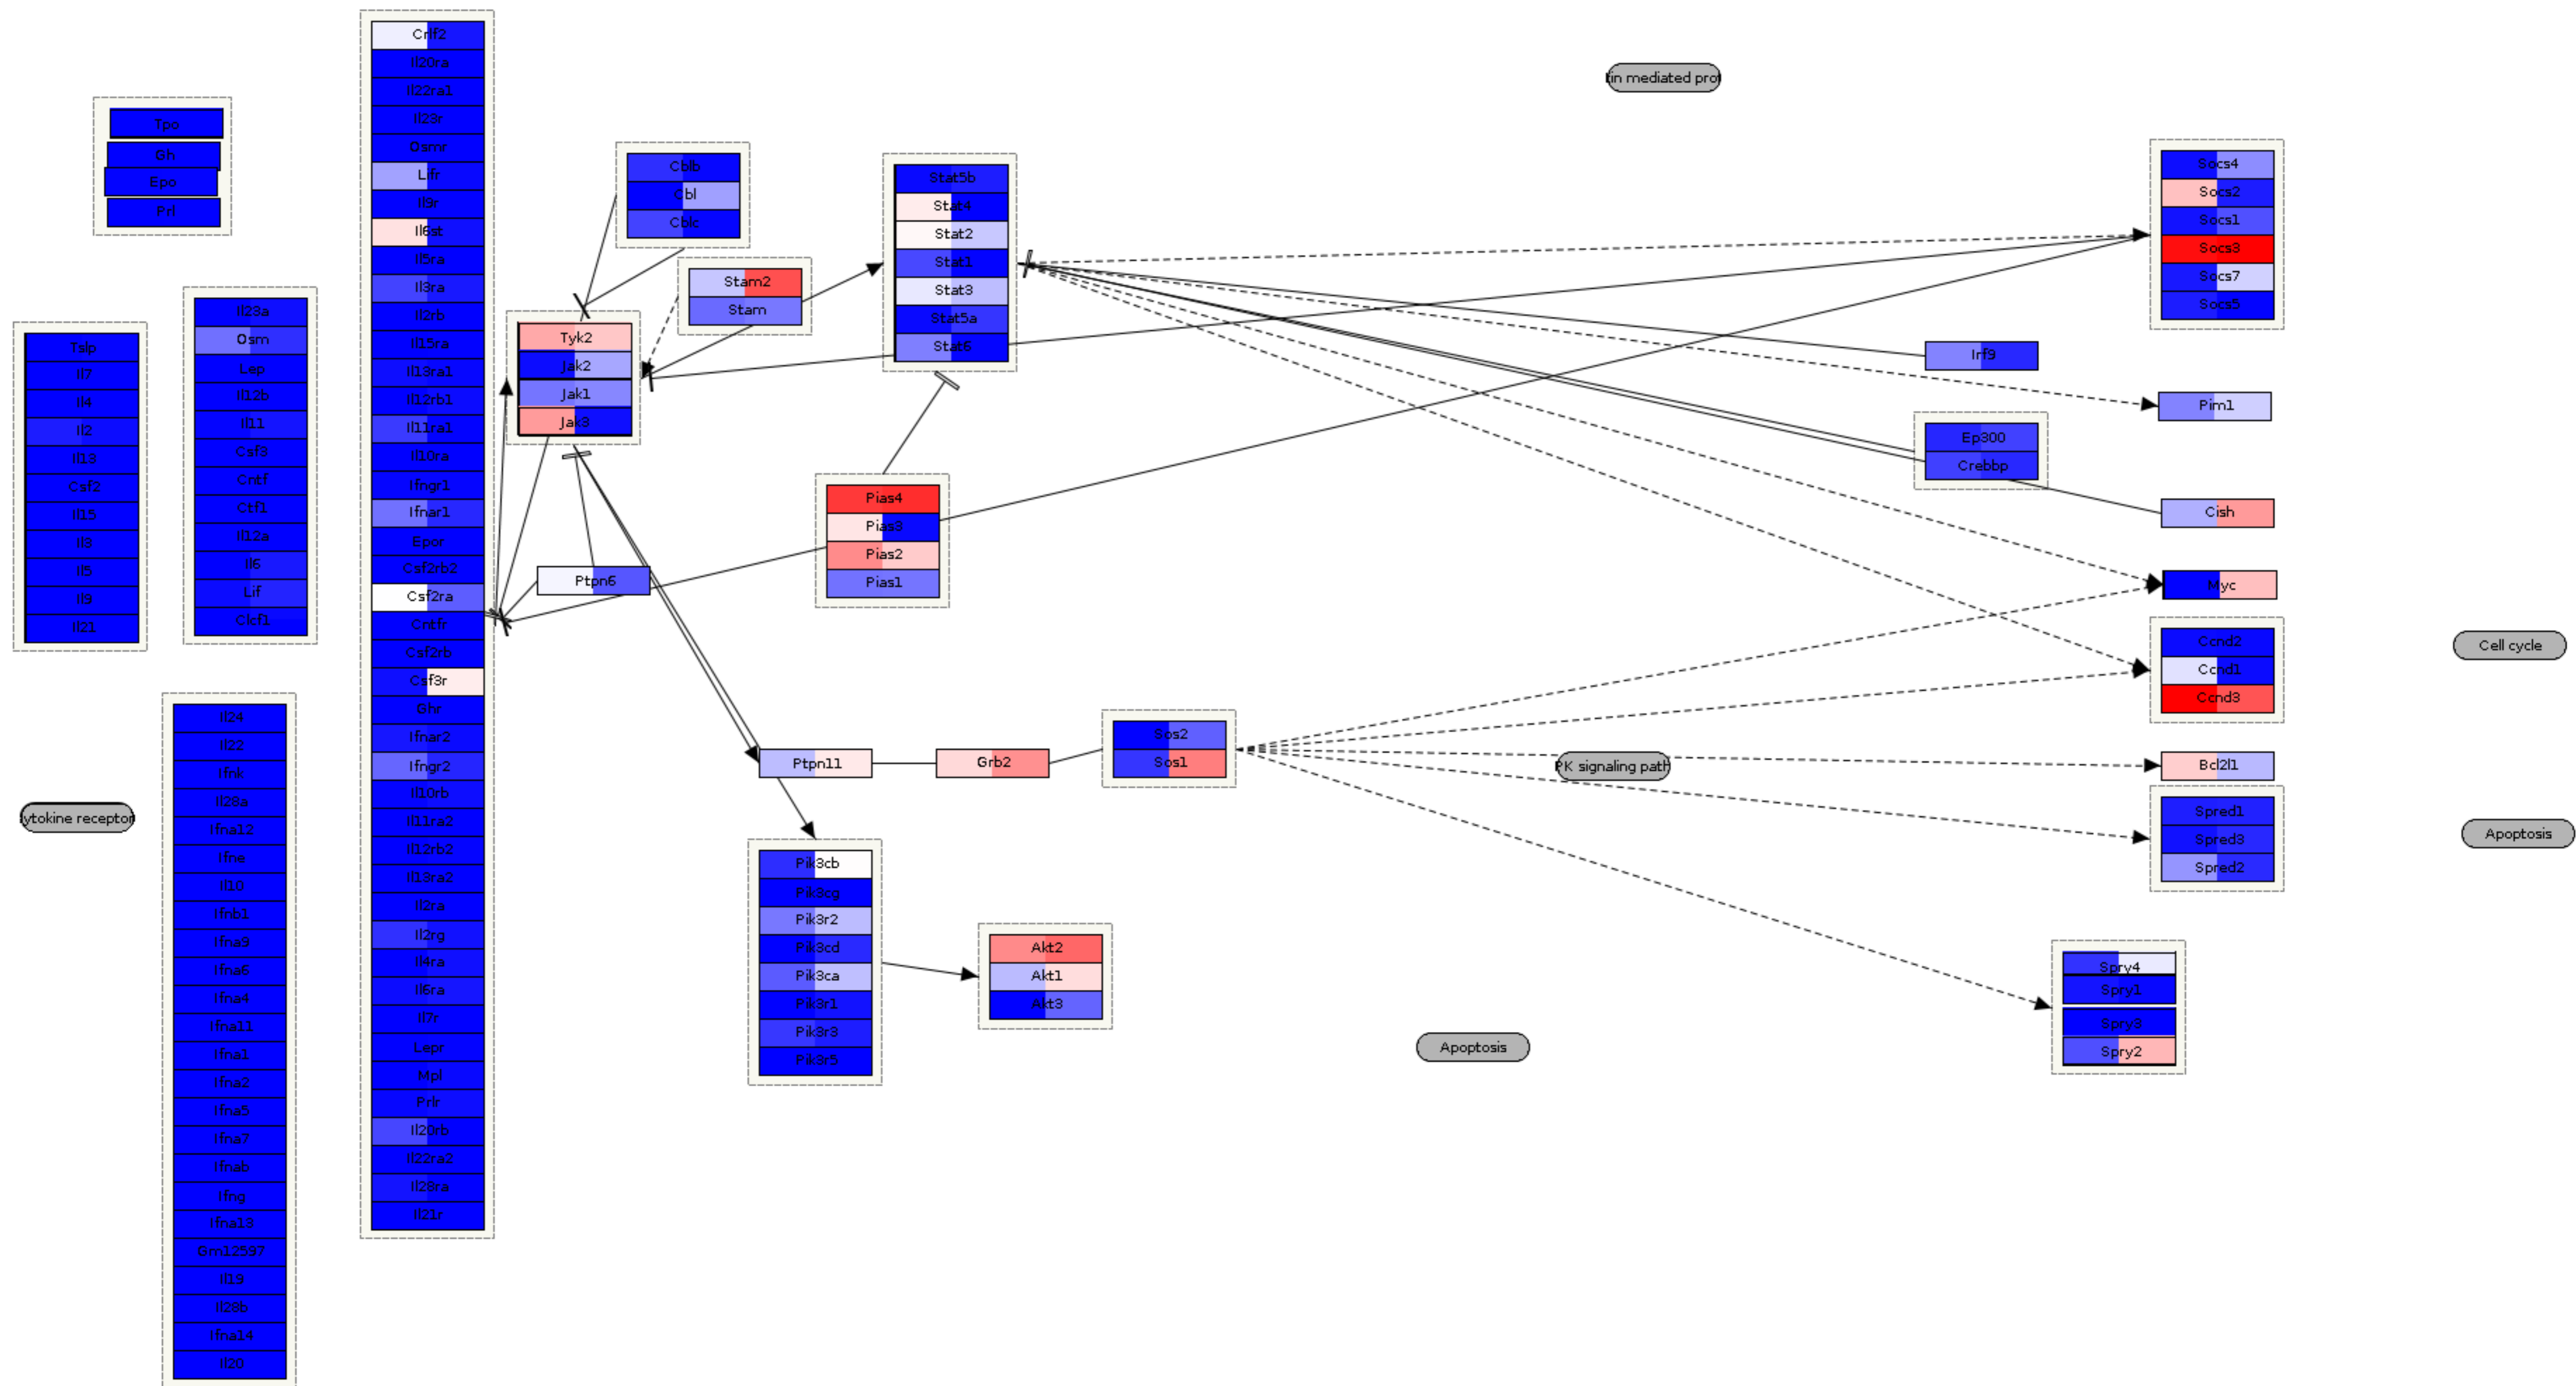 Tpo
Gh
Epo
Prl
Tslp
Il7
Il4
Il2
Il13
Csf2
Il15
Il3
Il5
Il9
Il21
Il23a
Osm
Lep
Il12b
Il11
Csf3
Cntf
Ctf1
Il12a
Il6
Lif
Clcf1
ytokine receptor
Il24
Il22
Ifnk
Il28a
Ifna12
Ifne
Il10
Ifnb1
Ifna9
Ifna6
Ifna4
Ifna11
Ifna1
Ifna2
Ifna5
Ifna7
Ifnab
Ifng
Ifna13
Gm12597
Il19
Il28b
Ifna14
Il20
Crlf2
Il20ra
Il22ra1
Il23r
Osmr
Lifr
Il9r
Il6st
Il5ra
Il3ra
Il2rb
Il15ra
Il13ra1
Il12rb1
Il11ra1
Il10ra
Ifngr1
Ifnar1
Epor
Csf2rb2
Csf2ra
Cntfr
Csf2rb
Csf3r
Ghr
Ifnar2
Ifngr2
Il10rb
Il11ra2
Il12rb2
Il13ra2
Il2ra
Il2rg
Il4ra
Il6ra
Il7r
Lepr
Mpl
Prlr
Il20rb
Il22ra2
Il28ra
Il21r
Cblb
Cbl
Cblc
Stam2
Stam
Tyk2
Jak2
Jak1
Jak3
Ptpn6
Stat5b
Stat4
Stat2
Stat1
Stat3
Stat5a
Stat6
Pias4
Pias3
Pias2
Pias1
Ptpn11
Grb2
Sos2
Sos1
Pik3cb
Pik3cg
Pik3r2
Pik3cd
Pik3ca
Pik3r1
Pik3r3
Pik3r5
Akt2
Akt1
Akt3
tin mediated prot
PK signaling path
Apoptosis
Irf9
Ep300
Crebbp
Socs4
Socs2
Socs1
Socs3
Socs7
Socs5
Pim1
Cish
Myc
Ccnd2
Ccnd1
Ccnd3
Bcl2l1
Spred1
Spred3
Spred2
Spry4
Spry1
Spry3
Spry2
Cell cycle
Apoptosis